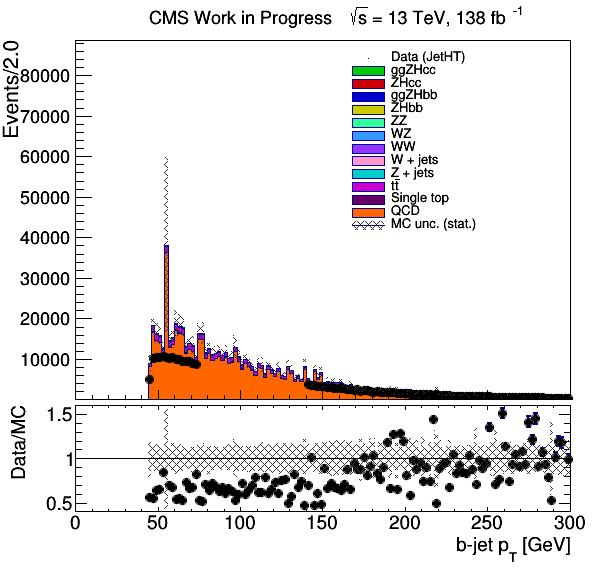 CMS Work in Progress √s = 13 TeV, 138 fb -1
Events/2.0
80000
70000
60000
50000
40000
30000
20000
10000
Data (JetHT)
ggZHcc
ZHcc
ggZHbb
ZHbb
ZZ
WZ
WW
W + jets
Z + jets
tt̄
Single top
QCD
MC unc. (stat.)
Data/MC
1.5
1
0.5
0 50 100 150 200 250 300
b-jet pT [GeV]